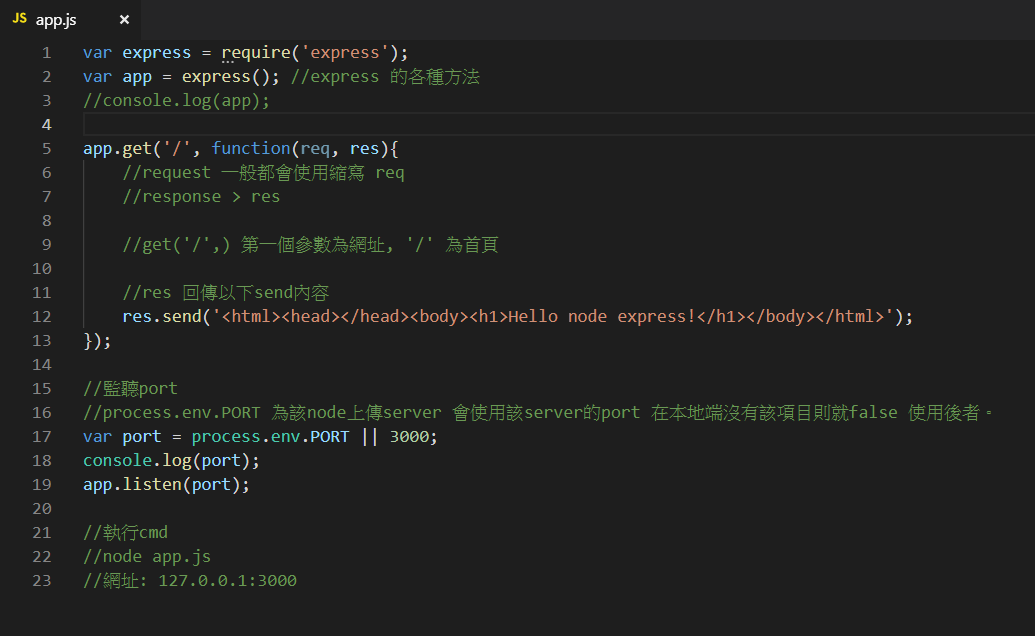 JS app.js ×
1 var express = require('express');
2 var app = express(); //express 的各種方法
3 //console.log(app);
4
5 app.get('/', function(req, res){
6 //request 一般都會使用縮寫 req
7 //response > res
8
9 //get('/',) 第一個參數為網址, '/' 為首頁
10
11 //res 回傳以下send內容
12 res.send('<html><head></head><body><h1>Hello node express!</h1></body></html>');
13 });
14
15 //監聽port
16 //process.env.PORT 為該node上傳server 會使用該server的port 在本地端沒有該項目則就false 使用後者。
17 var port = process.env.PORT || 3000;
18 console.log(port);
19 app.listen(port);
20
21 //執行cmd
22 //node app.js
23 //網址: 127.0.0.1:3000